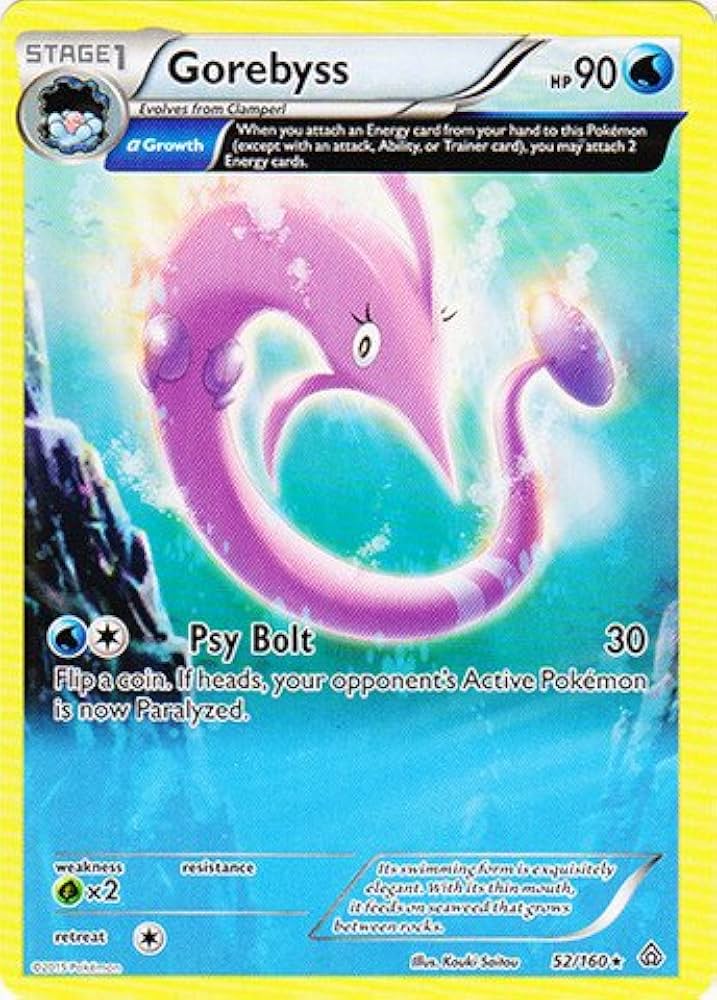 STAGE1
Gorebyss
HP 90
Evolves from Clamperl
α Growth
When you attach an Energy card from your hand to this Pokémon
(except with an attack, Ability, or Trainer card), you may attach 2
Energy cards.
Psy Bolt 30
Flip a coin. If heads, your opponent's Active Pokémon
is now Paralyzed.
weakness resistance
×2
retreat
Its swimming form is exquisitely
elegant. With its thin mouth,
it feeds on seaweed that grows
between rocks.
©2015 Pokémon
Illus. Kouki Saitou
52/160 ★